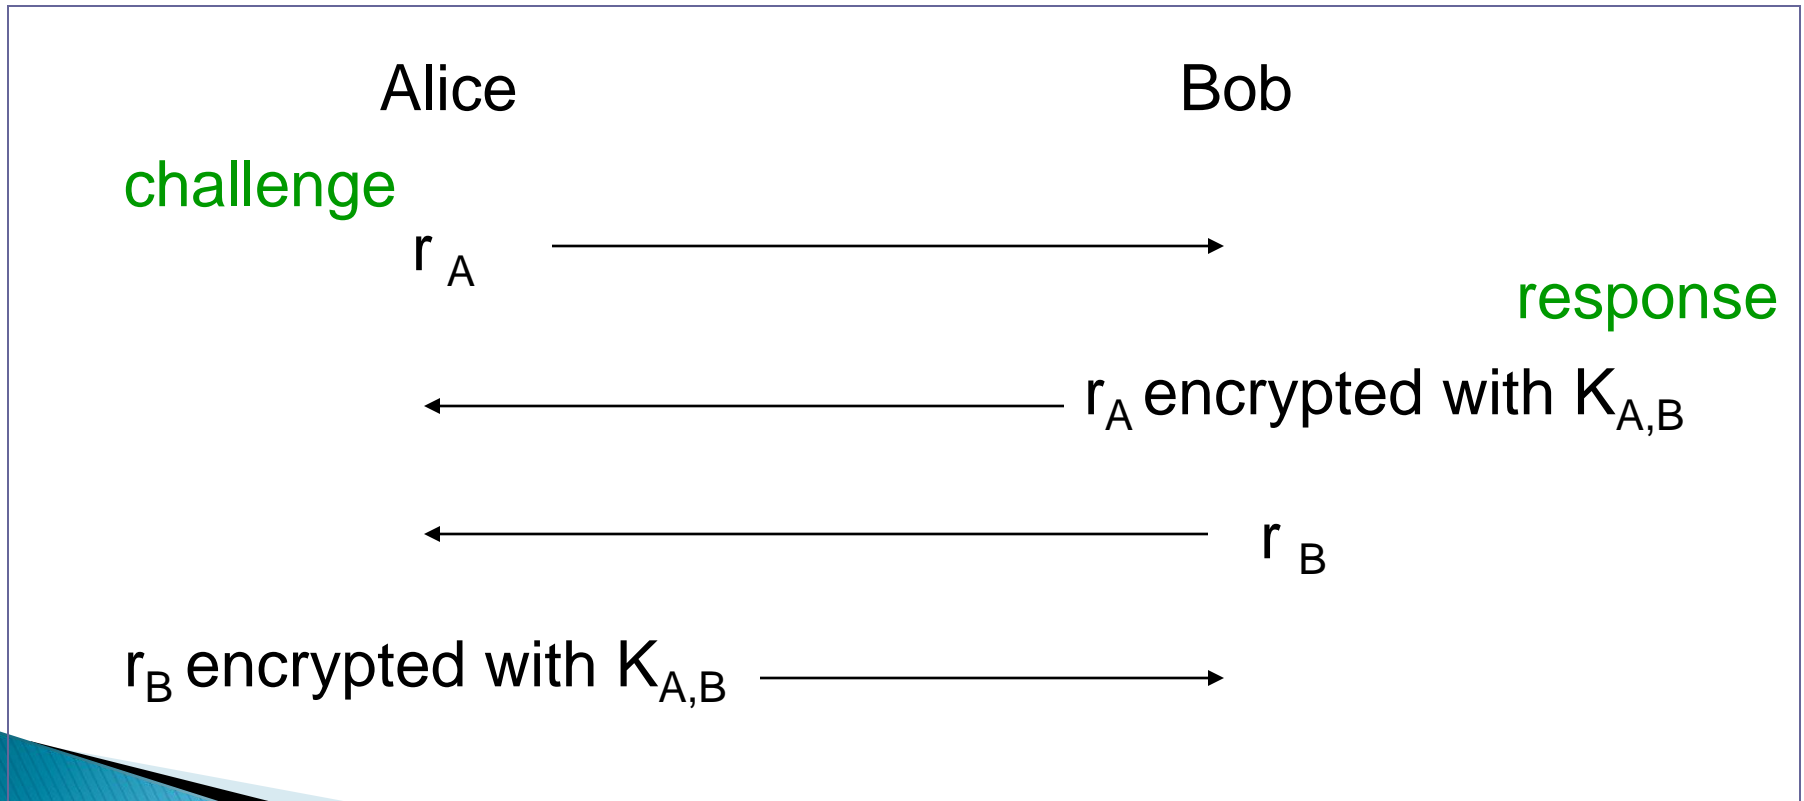 Alice Bob
challenge
r A
response
rA encrypted with KA,B
r B
rB encrypted with KA,B